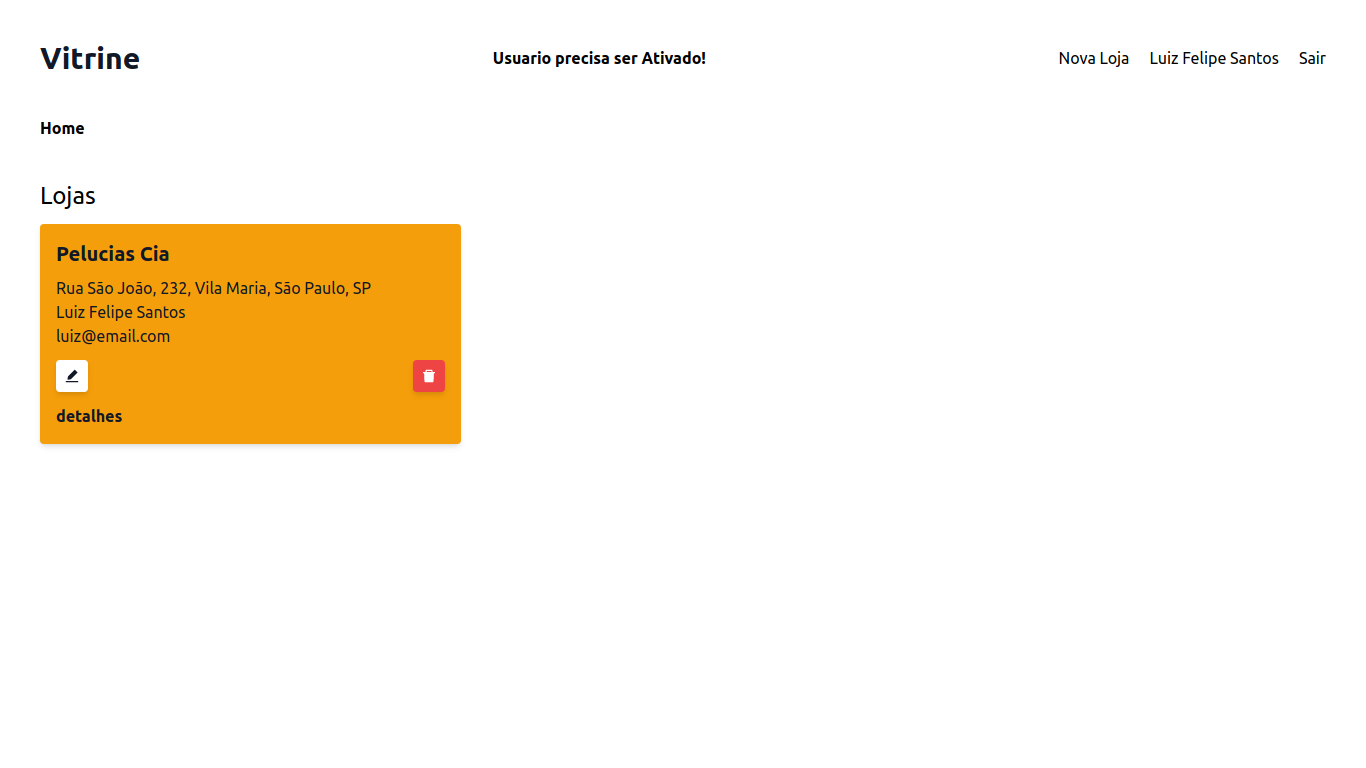 Vitrine
Usuario precisa ser Ativado!
Nova Loja
Luiz Felipe Santos
Sair
Home
Lojas
Pelucias Cia
Rua São João, 232, Vila Maria, São Paulo, SP
Luiz Felipe Santos
luiz@email.com
detalhes